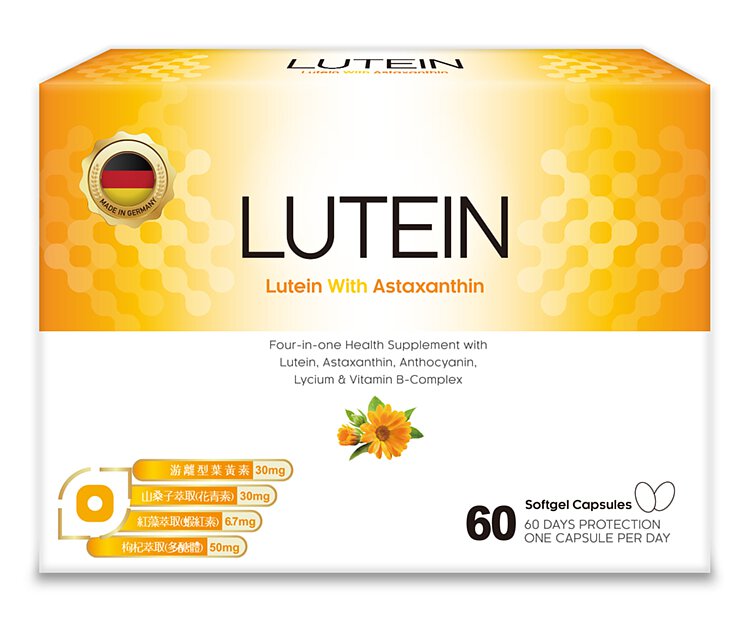 LUTEIN
Lutein With Astaxanthin
MADE IN GERMANY
LUTEIN
Lutein With Astaxanthin
Four-in-one Health Supplement with
Lutein, Astaxanthin, Anthocyanin,
Lycium & Vitamin B-Complex
游離型葉黃素 30mg
山桑子萃取(花青素) 30mg
紅藻萃取(蝦紅素) 6.7mg
枸杞萃取(多醣體) 50mg
60 Softgel Capsules
60 DAYS PROTECTION
ONE CAPSULE PER DAY